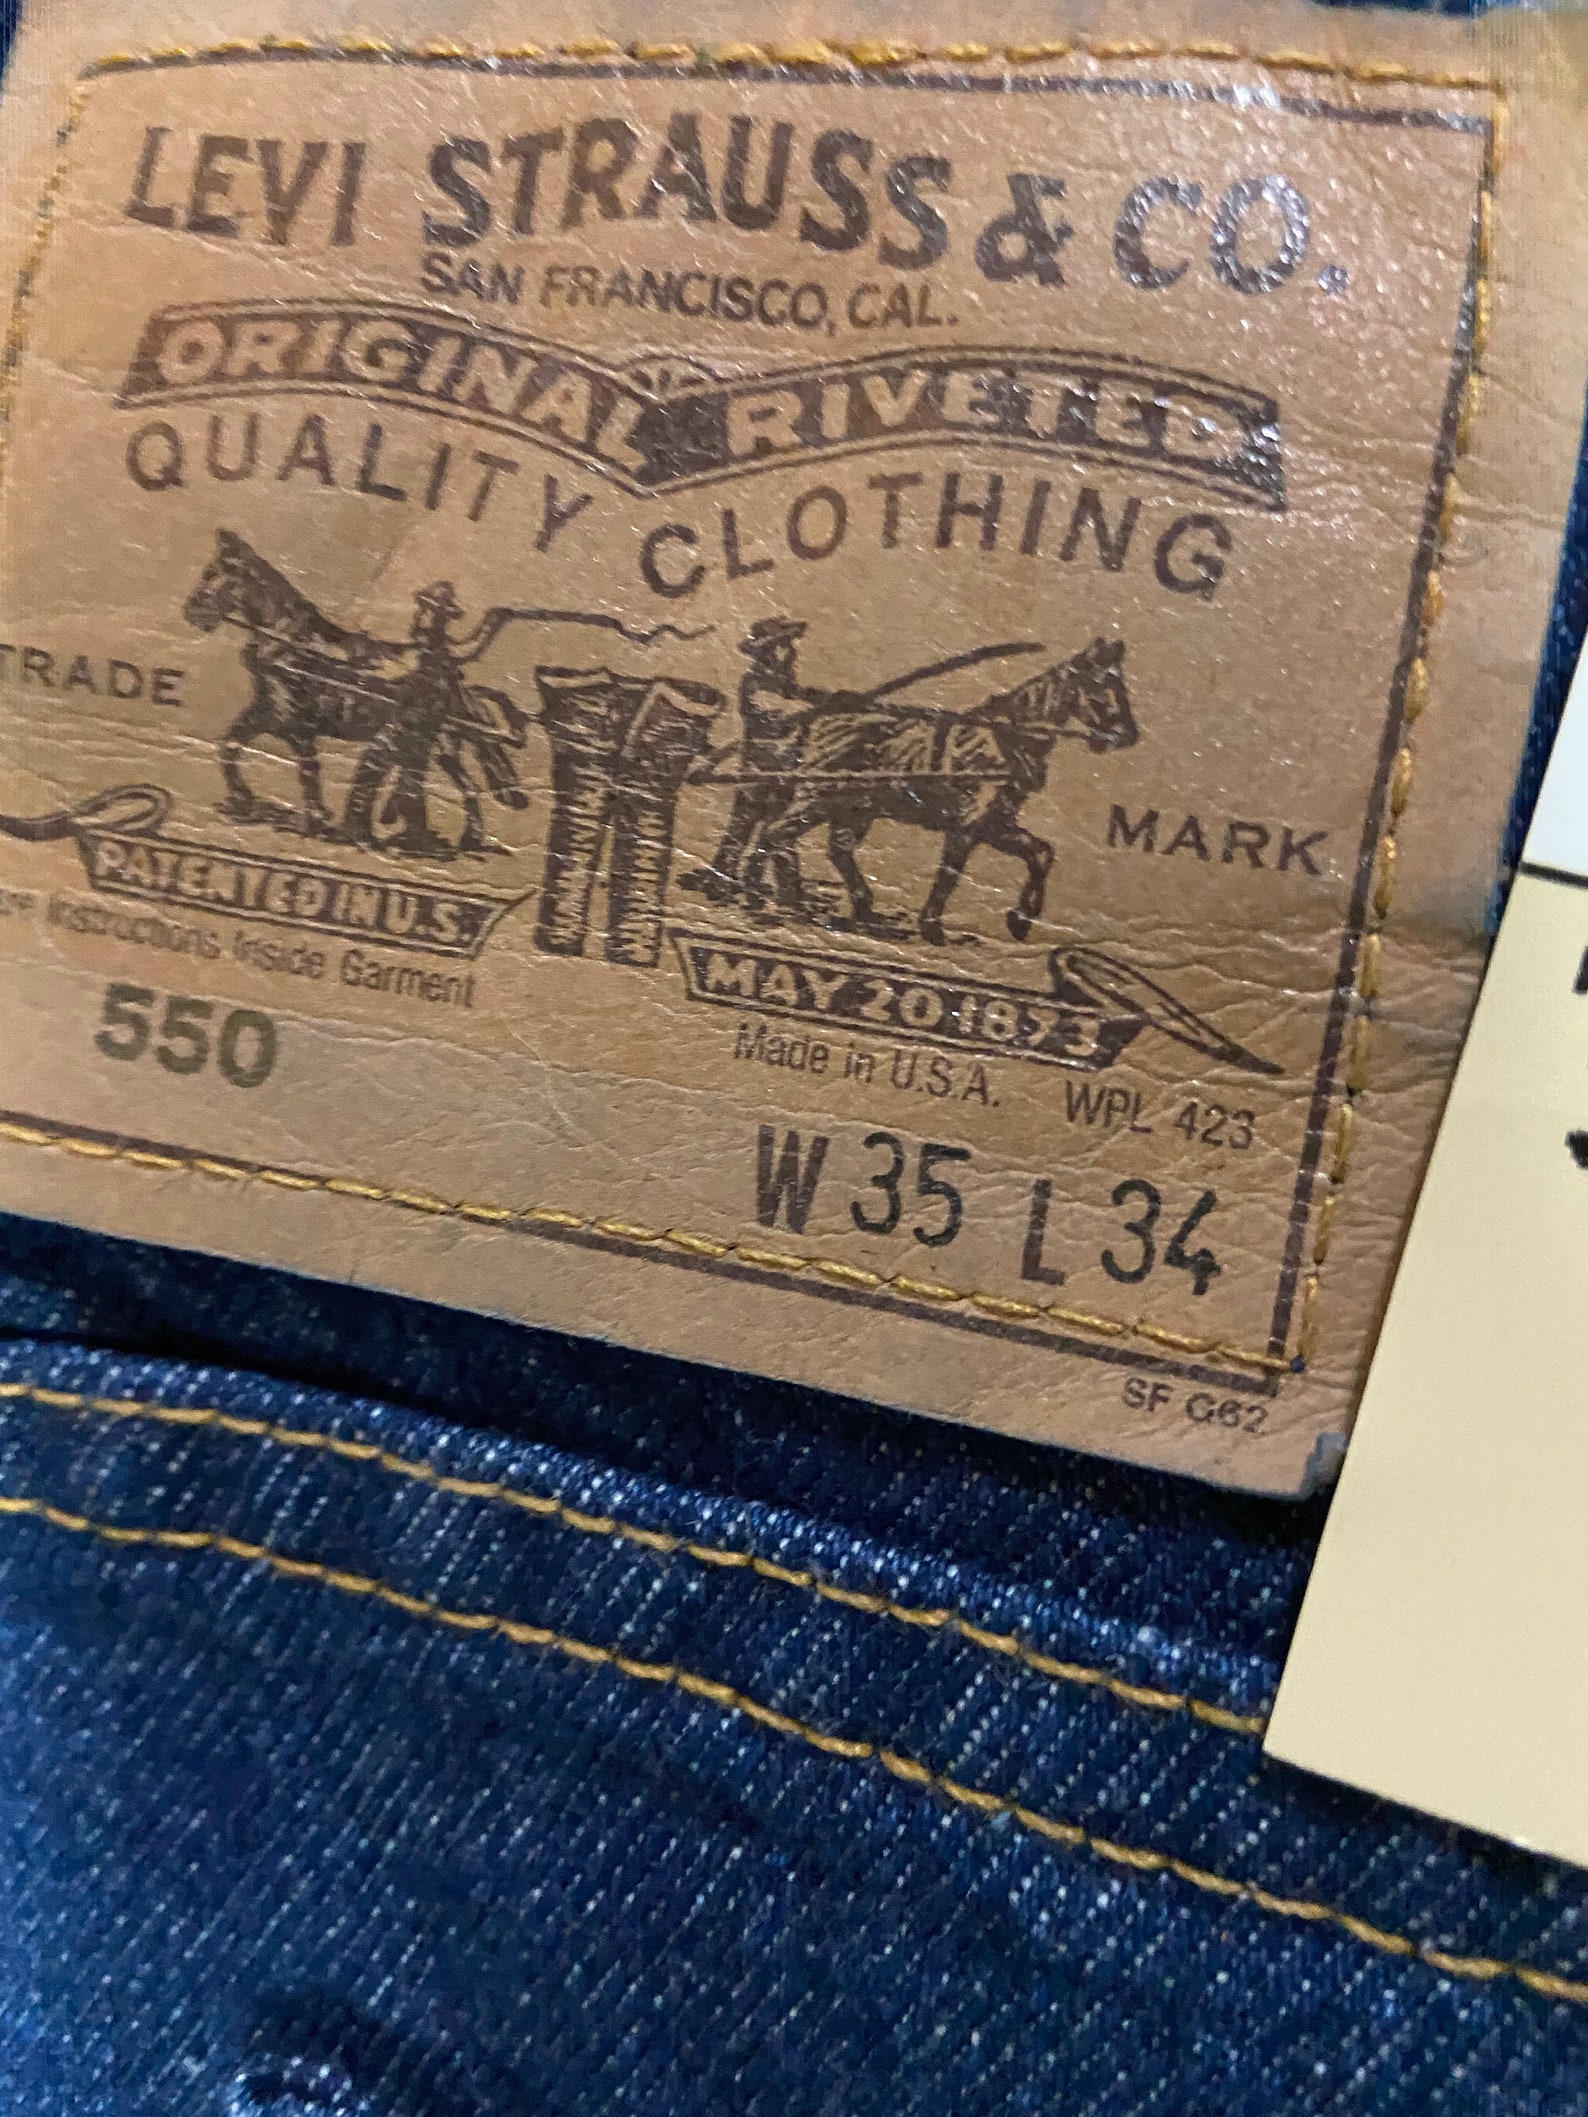 LEVI STRAUSS & CO.
SAN FRANCISCO, CAL.
ORIGINAL RIVETED
QUALITY CLOTHING
TRADE MARK
PATENTED IN U.S. MAY 20 1873
Instructions Inside Garment
Made in U.S.A. WPL 423
550
W 35 L 34
SF G62